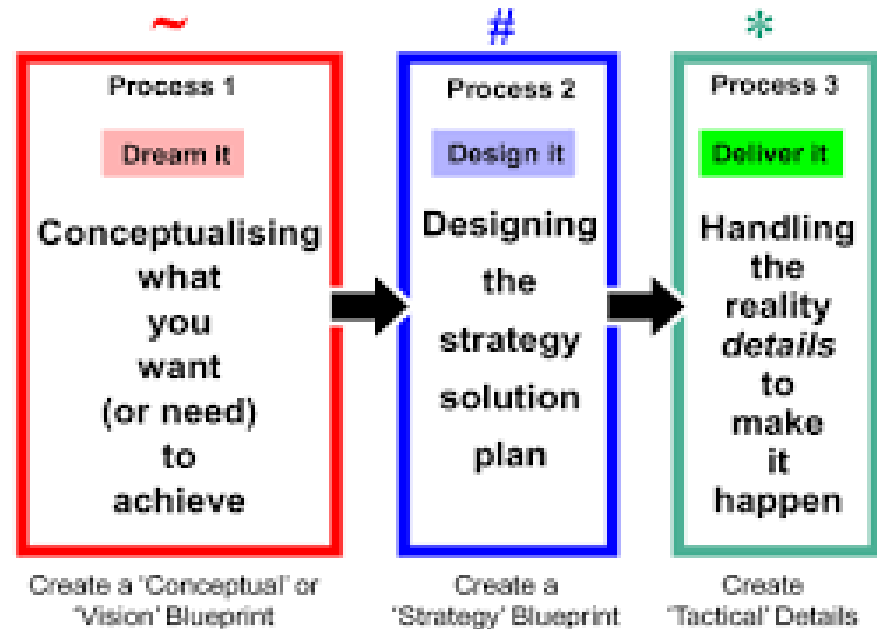 ~
Process 1
Dream it
Conceptualising
what
you
want
(or need)
to
achieve
Create a 'Conceptual' or
'Vision' Blueprint
#
Process 2
Design it
Designing
the
strategy
solution
plan
Create a
'Strategy' Blueprint
*
Process 3
Deliver it
Handling
the
reality
details
to
make
it
happen
Create
'Tactical' Details